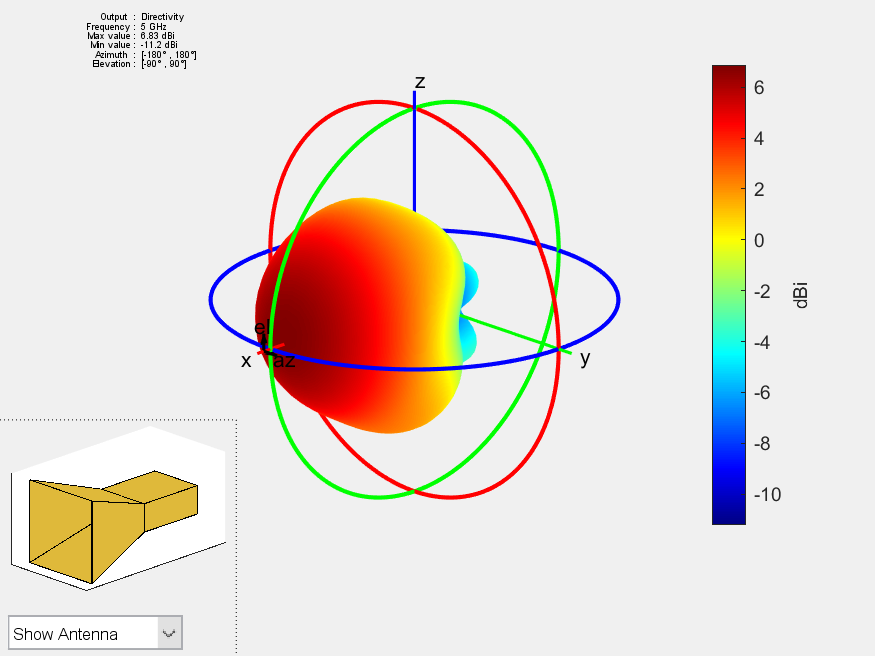 Output : Directivity
Frequency : 5 GHz
Max value : 6.83 dBi
Min value : -11.2 dBi
Azimuth : [-180° , 180°]
Elevation : [-90° , 90°]
z
6
4
2
0
-2
-4
-6
-8
-10
dBi
el
x
az
y
Show Antenna